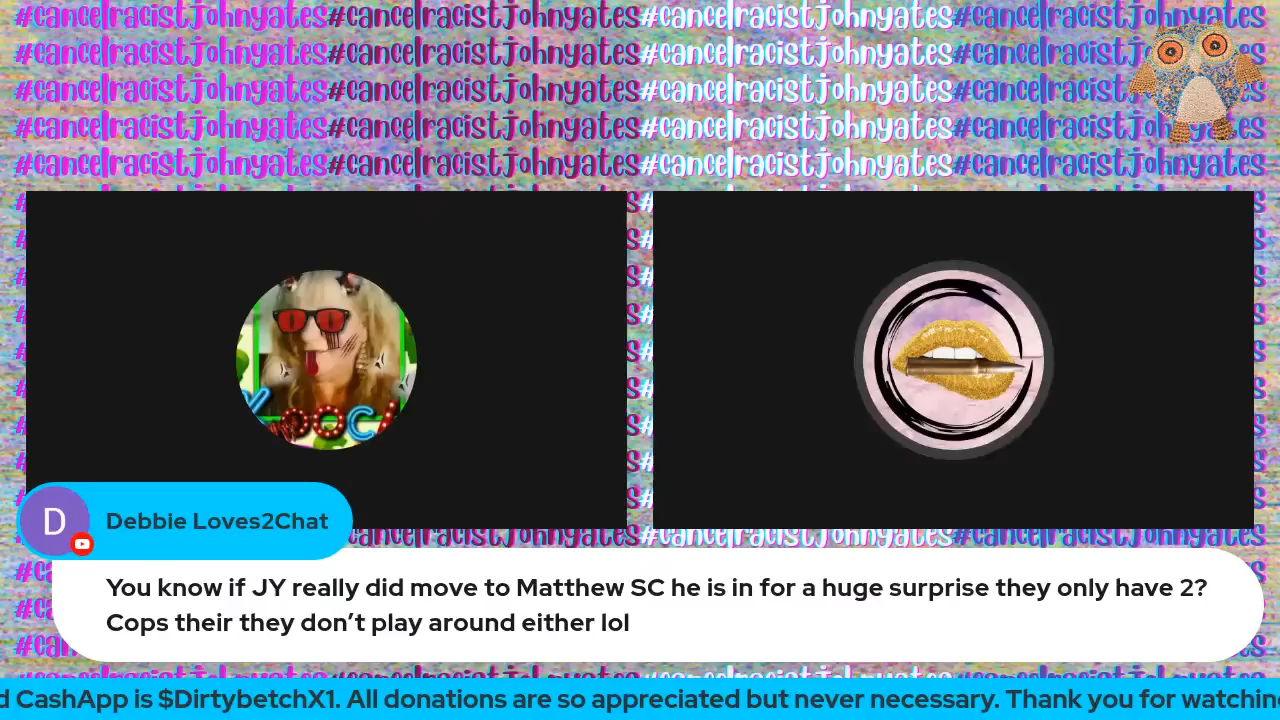 #cancelracistjohnyates#cancelracistjohnyates#cancelracistjohnyates#cancelracistjohnyates
#cancelracistjohnyates#cancelracistjohnyates#cancelracistjohnyates#cancelracistjohnyates
#cancelracistjohnyates#cancelracistjohnyates#cancelracistjohnyates#cancelracistjohnyates
#cancelracistjohnyates#cancelracistjohnyates#cancelracistjohnyates#cancelracistjohnyates
#cancelracistjohnyates#cancelracistjohnyates#cancelracistjohnyates#cancelracistjohnyates
D
Debbie Loves2Chat
You know if JY really did move to Matthew SC he is in for a huge surprise they only have 2?
Cops their they don’t play around either lol
d CashApp is $DirtybetchX1. All donations are so appreciated but never necessary. Thank you for watching